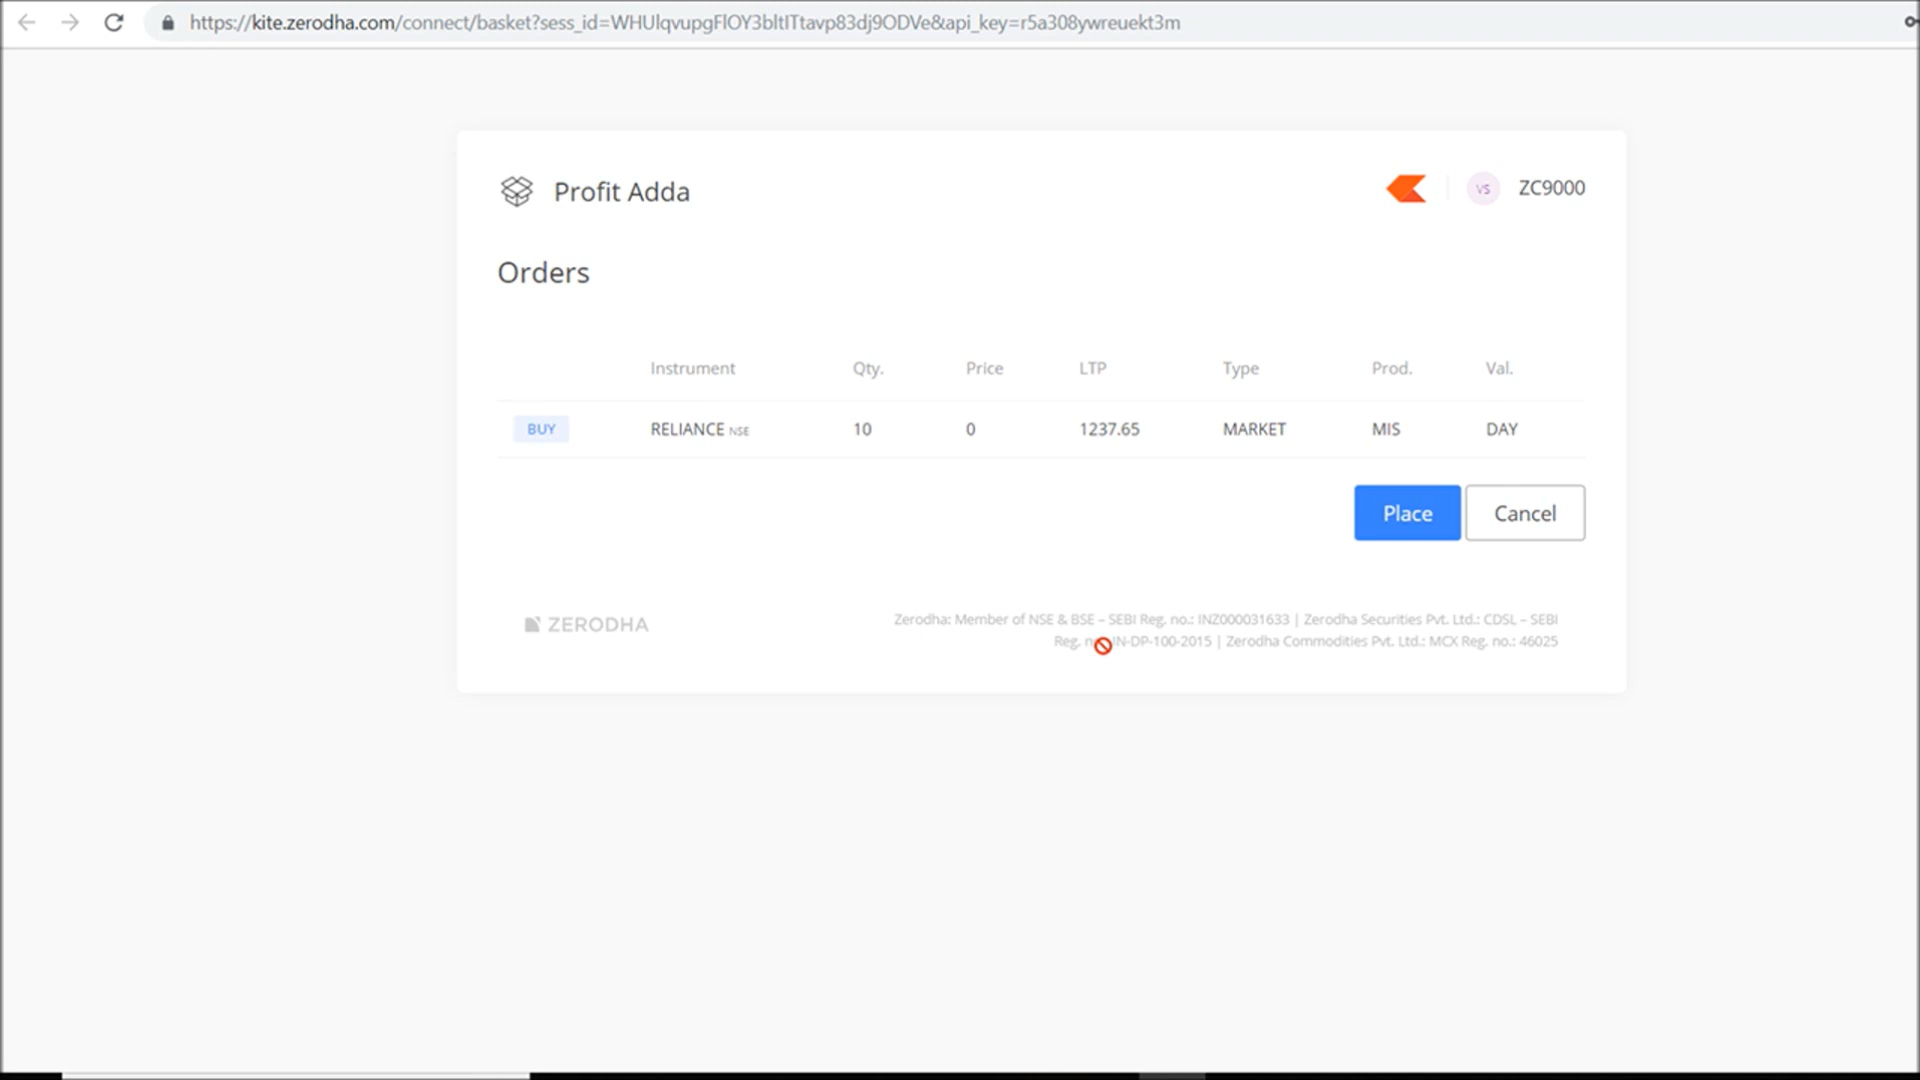 https://kite.zerodha.com/connect/basket?sess_id=WHUlqvupgFlOY3bltITtavp83dj9ODVe&api_key=r5a308ywreuekt3m
Profit Adda
VS ZC9000
Orders
Instrument Qty. Price LTP Type Prod. Val.
BUY RELIANCE NSE 10 0 1237.65 MARKET MIS DAY
Place Cancel
ZERODHA
Zerodha: Member of NSE & BSE – SEBI Reg. no.: INZ000031633 | Zerodha Securities Pvt. Ltd.: CDSL – SEBI
Reg. IN-DP-100-2015 | Zerodha Commodities Pvt. Ltd.: MCX Reg. no.: 46025